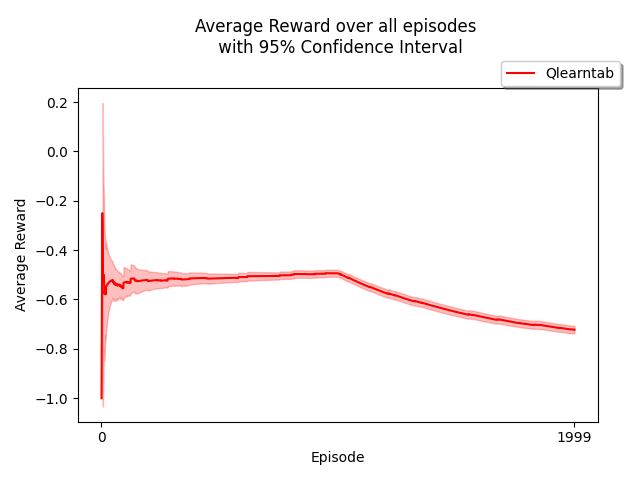 Average Reward over all episodes
with 95% Confidence Interval
Qlearntab
0.2
0.0
−0.2
−0.4
−0.6
−0.8
−1.0
Average Reward
0
1999
Episode